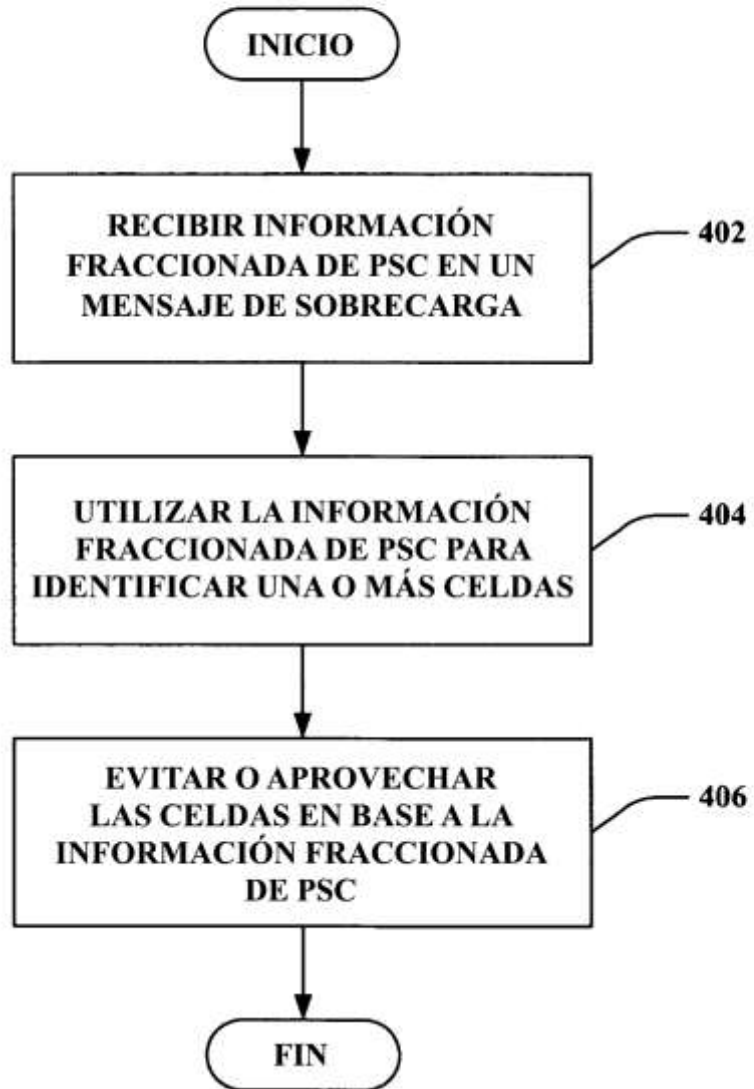 INICIO
RECIBIR INFORMACIÓN
FRACCIONADA DE PSC EN UN
MENSAJE DE SOBRECARGA
402
UTILIZAR LA INFORMACIÓN
FRACCIONADA DE PSC PARA
IDENTIFICAR UNA O MÁS CELDAS
404
EVITAR O APROVECHAR
LAS CELDAS EN BASE A LA
INFORMACIÓN FRACCIONADA
DE PSC
406
FIN